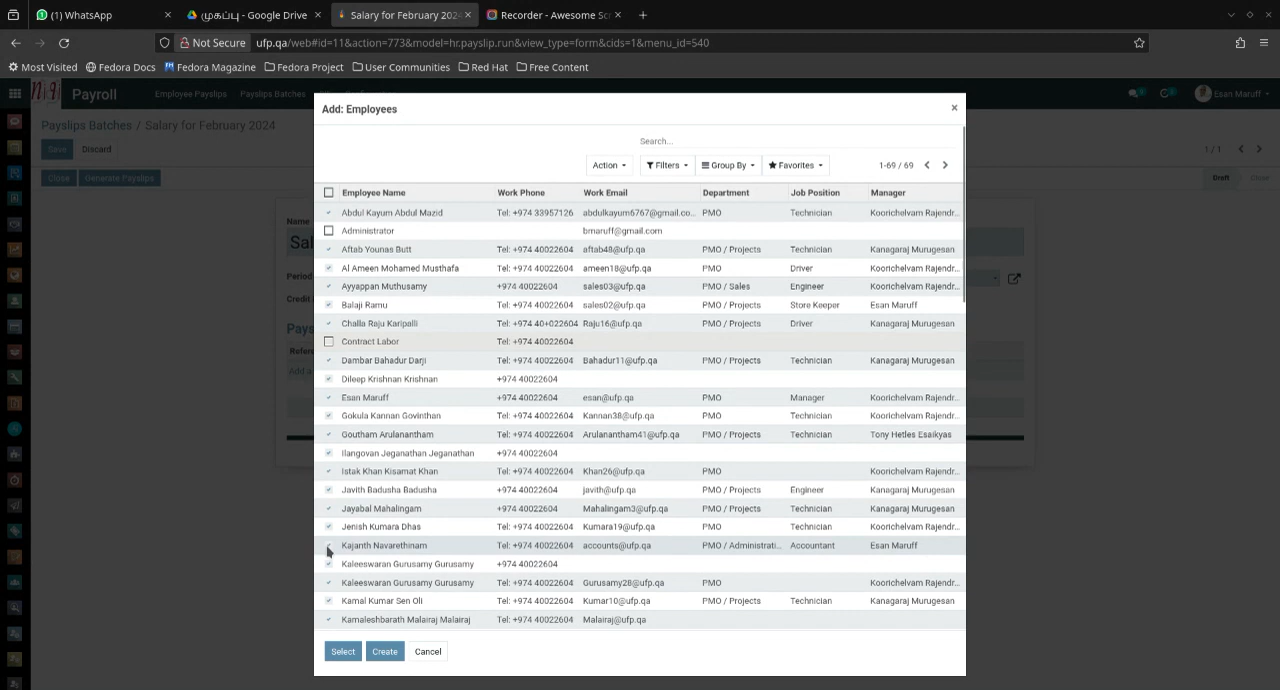 (1) WhatsApp
முகப்பு - Google Drive
Salary for February 202
Recorder - Awesome Scr
Not Secure
ufp.qa/web#id=11&action=773&model=hr.payslip.run&view_type=form&cids=1&menu_id=540
Most Visited Fedora Docs Fedora Magazine Fedora Project User Communities Red Hat Free Content
Payroll Employee Payslips Payslips Batches Esan Maruff
Payslips Batches / Salary for February 2024
Save Discard 1 / 1
Close Generate Payslips Draft Close
Name
Sal
Period
Credit
Pays
Refere
Add a
Add: Employees ×
Search...
Action Filters Group By Favorites 1-69 / 69
Employee Name Work Phone Work Email Department Job Position Manager
Abdul Kayum Abdul Mazid Tel: +974 33957126 abdulkayum6767@gmail.co... PMO Technician Koorichelvam Rajendr...
Administrator bmaruff@gmail.com
Aftab Younas Butt Tel: +974 40022604 aftab48@ufp.qa PMO / Projects Technician Kanagaraj Murugesan
Al Ameen Mohamed Musthafa Tel: +974 40022604 ameen18@ufp.qa PMO Driver Koorichelvam Rajendr...
Ayyappan Muthusamy +974 40022604 sales03@ufp.qa PMO / Sales Engineer Koorichelvam Rajendr...
Balaji Ramu Tel: +974 40022604 sales02@ufp.qa PMO / Projects Store Keeper Esan Maruff
Challa Raju Karipalli Tel: +974 40+022604 Raju16@ufp.qa PMO / Projects Driver Kanagaraj Murugesan
Contract Labor Tel: +974 40022604
Dambar Bahadur Darji Tel: +974 40022604 Bahadur11@ufp.qa PMO / Projects Technician Kanagaraj Murugesan
Dileep Krishnan Krishnan +974 40022604
Esan Maruff +974 40022604 esan@ufp.qa PMO Manager Koorichelvam Rajendr...
Gokula Kannan Govinthan Tel: +974 40022604 Kannan38@ufp.qa PMO Technician Koorichelvam Rajendr...
Goutham Arulanantham Tel: +974 40022604 Arulanantham41@ufp.qa PMO / Projects Technician Tony Hetles Esaikyas
Ilangovan Jeganathan Jeganathan +974 40022604
Istak Khan Kisamat Khan Tel: +974 40022604 Khan26@ufp.qa PMO Koorichelvam Rajendr...
Javith Badusha Badusha +974 40022604 javith@ufp.qa PMO / Projects Engineer Kanagaraj Murugesan
Jayabal Mahalingam Tel: +974 40022604 Mahalingam3@ufp.qa PMO / Projects Technician Kanagaraj Murugesan
Jenish Kumara Dhas Tel: +974 40022604 Kumara19@ufp.qa PMO Technician Koorichelvam Rajendr...
Kajanth Navarethinam Tel: +974 40022604 accounts@ufp.qa PMO / Administrati... Accountant Esan Maruff
Kaleeswaran Gurusamy Gurusamy +974 40022604
Kaleeswaran Gurusamy Gurusamy Tel: +974 40022604 Gurusamy28@ufp.qa PMO Koorichelvam Rajendr...
Kamal Kumar Sen Oli Tel: +974 40022604 Kumar10@ufp.qa PMO / Projects Technician Kanagaraj Murugesan
Kamaleshbarath Malairaj Malairaj Tel: +974 40022604 Malairaj@ufp.qa
Select Create Cancel